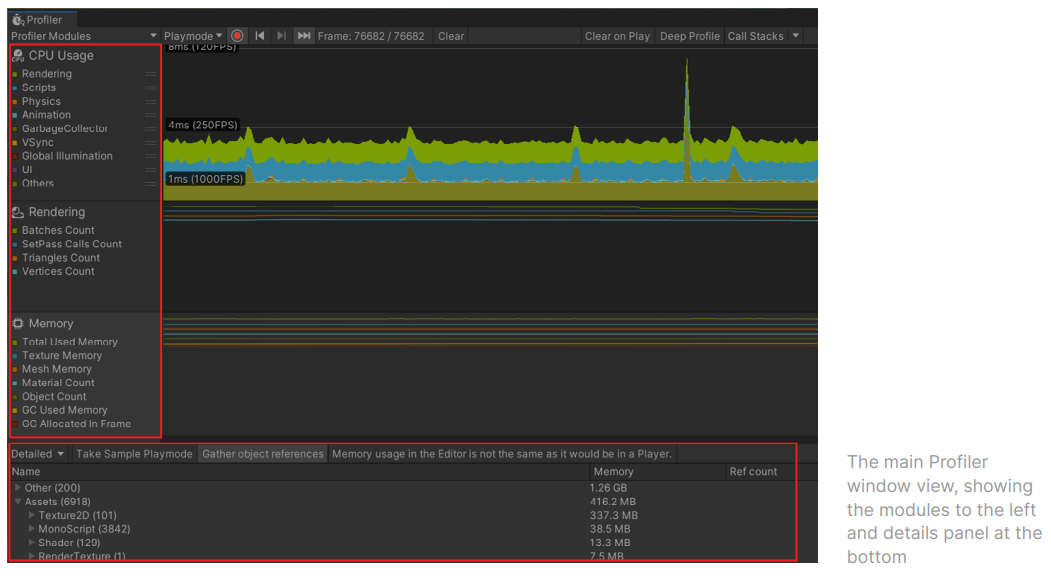 Profiler
Profiler Modules Playmode Frame: 76682 / 76682 Clear Clear on Play Deep Profile Call Stacks
CPU Usage
Rendering
Scripts
Physics
Animation
GarbageCollector
VSync
Global Illumination
UI
Others
8ms (120FPS)
4ms (250FPS)
1ms (1000FPS)
Rendering
Batches Count
SetPass Calls Count
Triangles Count
Vertices Count
Memory
Total Used Memory
Texture Memory
Mesh Memory
Material Count
Object Count
GC Used Memory
GC Allocated In Frame
Detailed Take Sample Playmode Gather object references Memory usage in the Editor is not the same as it would be in a Player.
Name Memory Ref count
Other (200) 1.26 GB
Assets (6918) 416.2 MB
Texture2D (101) 337.3 MB
MonoScript (3842) 38.5 MB
Shader (129) 13.3 MB
RenderTexture (1) 7.5 MB
The main Profiler
window view, showing
the modules to the left
and details panel at the
bottom